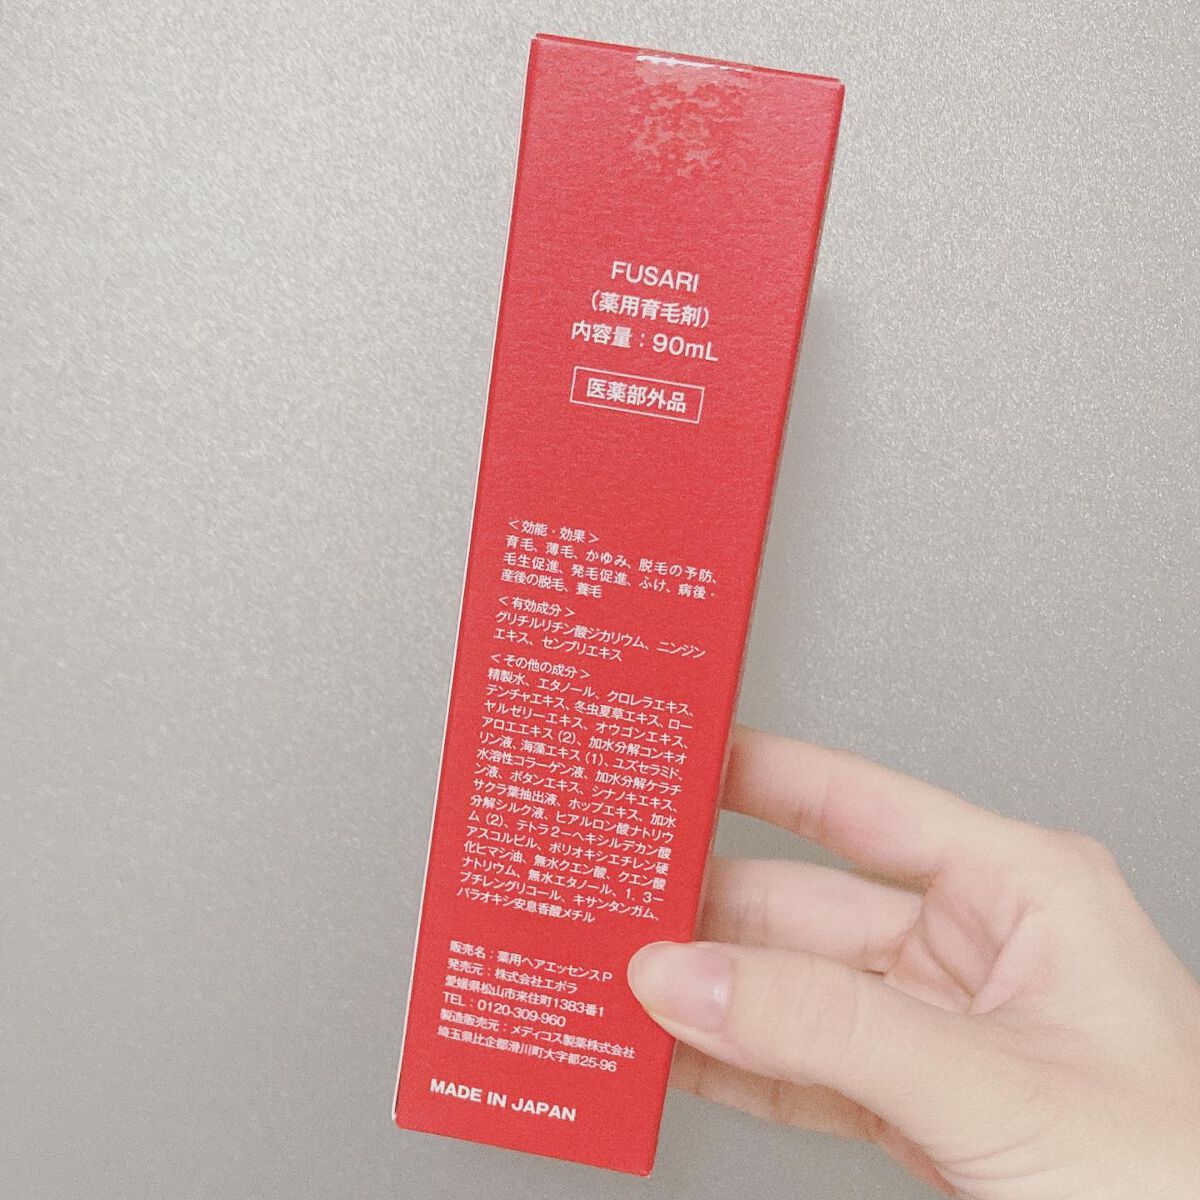 FUSARI
（薬用育毛剤）
内容量：90mL
医薬部外品
＜効能・効果＞
育毛、薄毛、かゆみ、脱毛の予防、
毛生促進、発毛促進、ふけ、病後・
産後の脱毛、養毛
＜有効成分＞
グリチルリチン酸ジカリウム、ニンジン
エキス、センブリエキス
＜その他の成分＞
精製水、エタノール、クロレラエキス、
テンチャエキス、冬虫夏草エキス、ロー
ヤルゼリーエキス、オウゴンエキス、
アロエエキス（2）、加水分解コンキオ
リン液、海藻エキス（1）、ユズセラミド、
水溶性コラーゲン液、加水分解ケラチ
ン液、ボタンエキス、シナノキエキス、
サクラ葉抽出液、ホップエキス、加水
分解シルク液、ヒアルロン酸ナトリウ
ム（2）、テトラ2－ヘキシルデカン酸
アスコルビル、ポリオキシエチレン硬
化ヒマシ油、無水クエン酸、クエン酸
ナトリウム、無水エタノール、1．3－
ブチレングリコール、キサンタンガム、
パラオキシ安息香酸メチル
販売名：薬用ヘアエッセンスP
発売元：株式会社エポラ
愛媛県松山市来住町1383番1
TEL：0120-309-960
製造販売元：メディコス製薬株式会社
埼玉県比企郡滑川町大字都25-96
MADE IN JAPAN